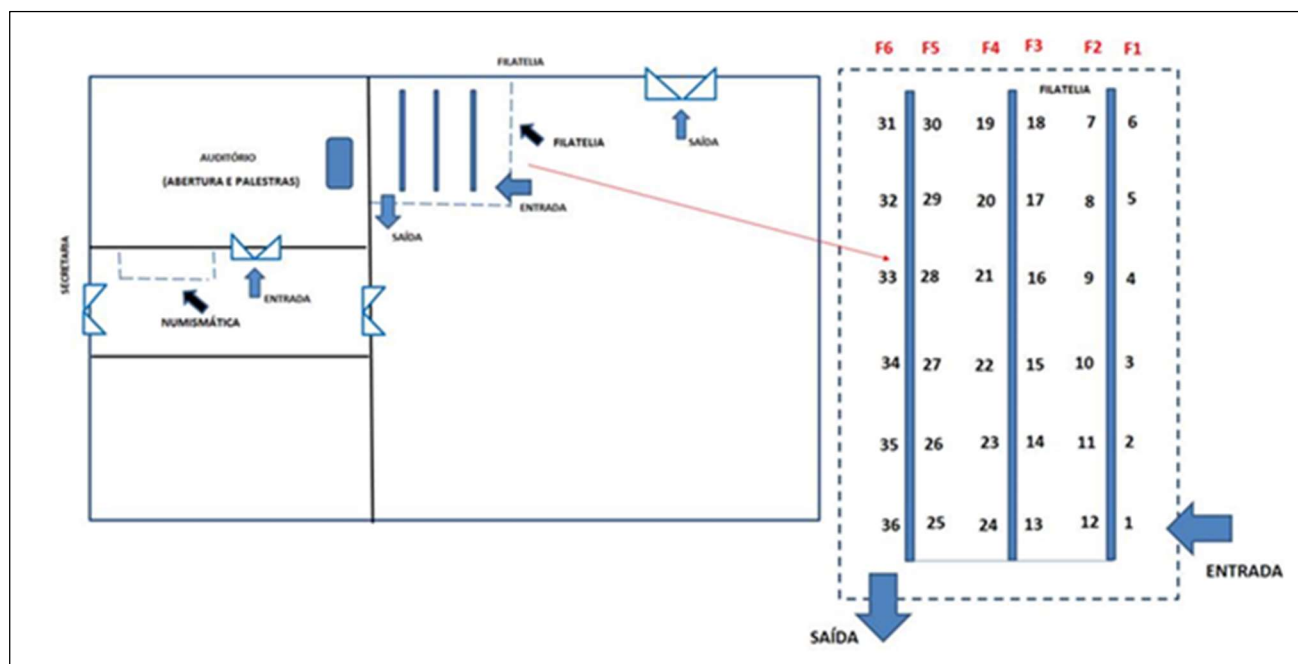 FILATELIA
SAÍDA
AUDITÓRIO
(ABERTURA E PALESTRAS)
FILATELIA
ENTRADA
SAÍDA
SECRETARIA
ENTRADA
NUMISMÁTICA
F6 F5 F4 F3 F2 F1
FILATELIA
31 30 19 18 7 6
32 29 20 17 8 5
33 28 21 16 9 4
34 27 22 15 10 3
35 26 23 14 11 2
36 25 24 13 12 1
ENTRADA
SAÍDA